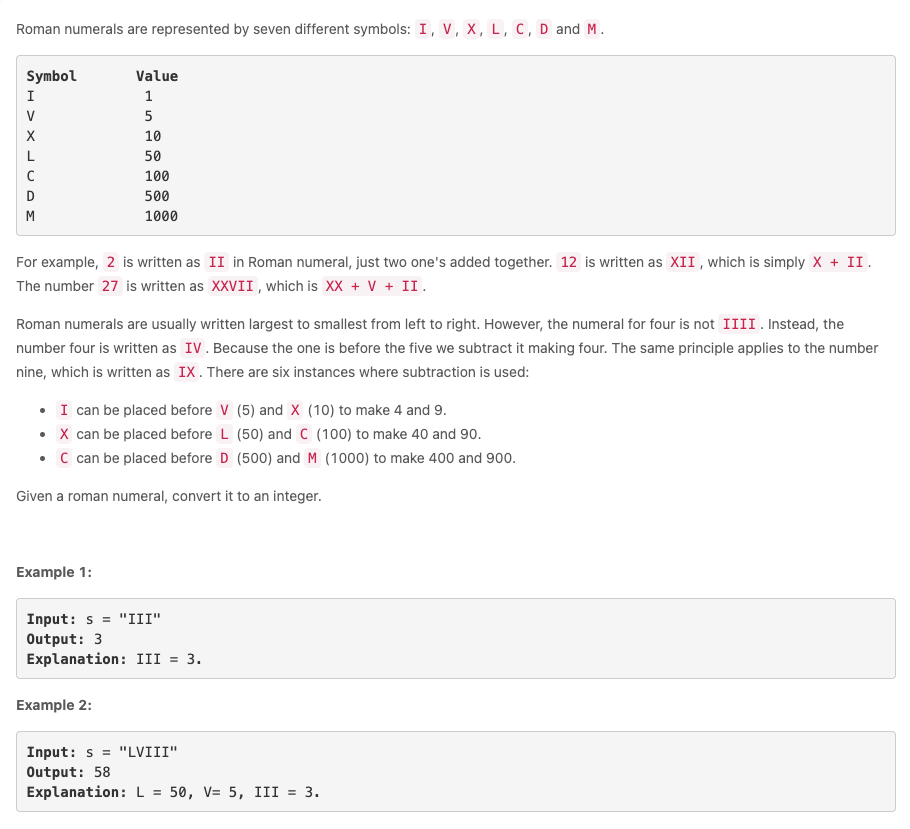 Roman numerals are represented by seven different symbols: I, V, X, L, C, D and M.
Symbol Value
I 1
V 5
X 10
L 50
C 100
D 500
M 1000
For example, 2 is written as II in Roman numeral, just two one's added together. 12 is written as XII, which is simply X + II.
The number 27 is written as XXVII, which is XX + V + II.
Roman numerals are usually written largest to smallest from left to right. However, the numeral for four is not IIII. Instead, the
number four is written as IV. Because the one is before the five we subtract it making four. The same principle applies to the number
nine, which is written as IX. There are six instances where subtraction is used:
• I can be placed before V (5) and X (10) to make 4 and 9.
• X can be placed before L (50) and C (100) to make 40 and 90.
• C can be placed before D (500) and M (1000) to make 400 and 900.
Given a roman numeral, convert it to an integer.
Example 1:
Input: s = "III"
Output: 3
Explanation: III = 3.
Example 2:
Input: s = "LVIII"
Output: 58
Explanation: L = 50, V= 5, III = 3.